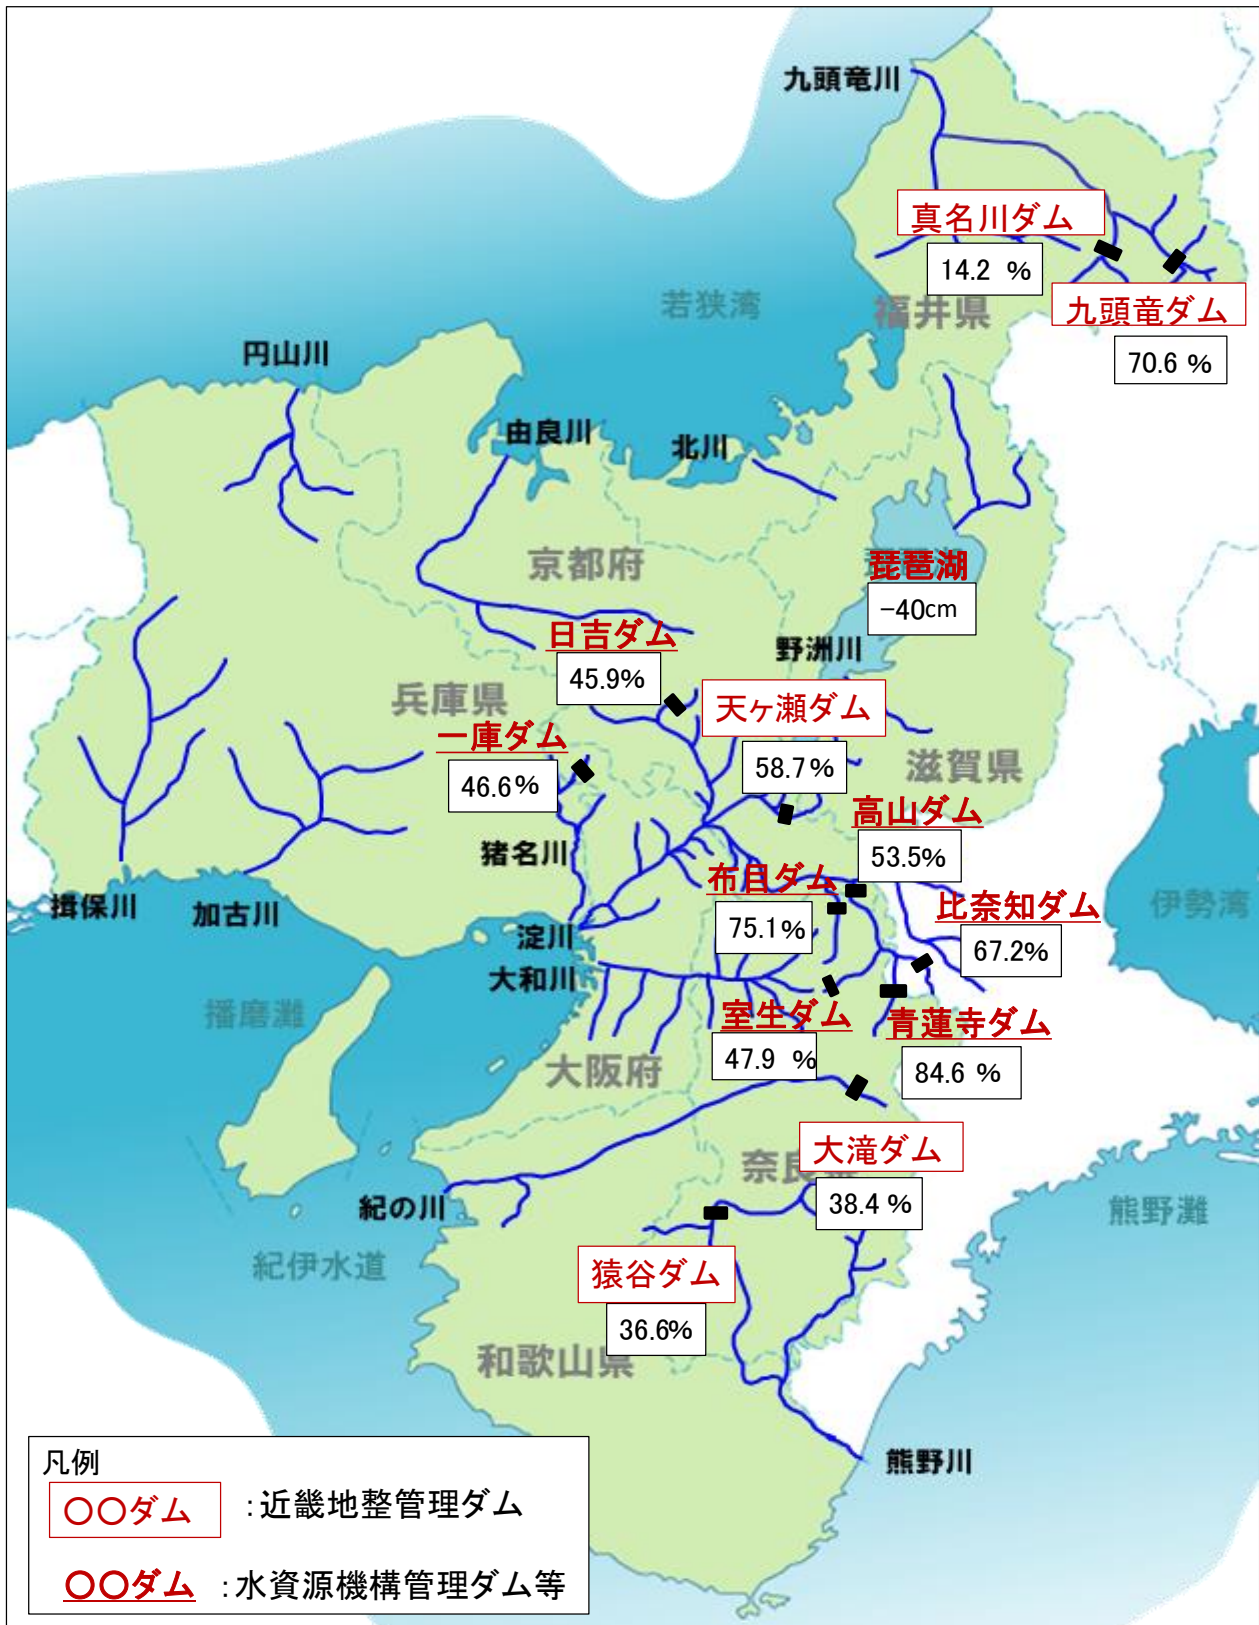 九頭竜川
真名川ダム
14.2 %
福井県
九頭竜ダム
70.6 %
若狭湾
円山川
由良川
北川
京都府
琵琶湖
-40cm
日吉ダム
45.9%
野洲川
兵庫県
天ヶ瀬ダム
58.7%
滋賀県
一庫ダム
46.6%
高山ダム
53.5%
猪名川
布目ダム
75.1%
比奈知ダム
67.2%
伊勢湾
揖保川
加古川
淀川
大和川
播磨灘
室生ダム
47.9 %
青蓮寺ダム
84.6 %
大阪府
大滝ダム
38.4 %
奈良
紀の川
熊野灘
紀伊水道
猿谷ダム
36.6%
和歌山県
熊野川
凡例
〇〇ダム :近畿地整管理ダム
〇〇ダム :水資源機構管理ダム等